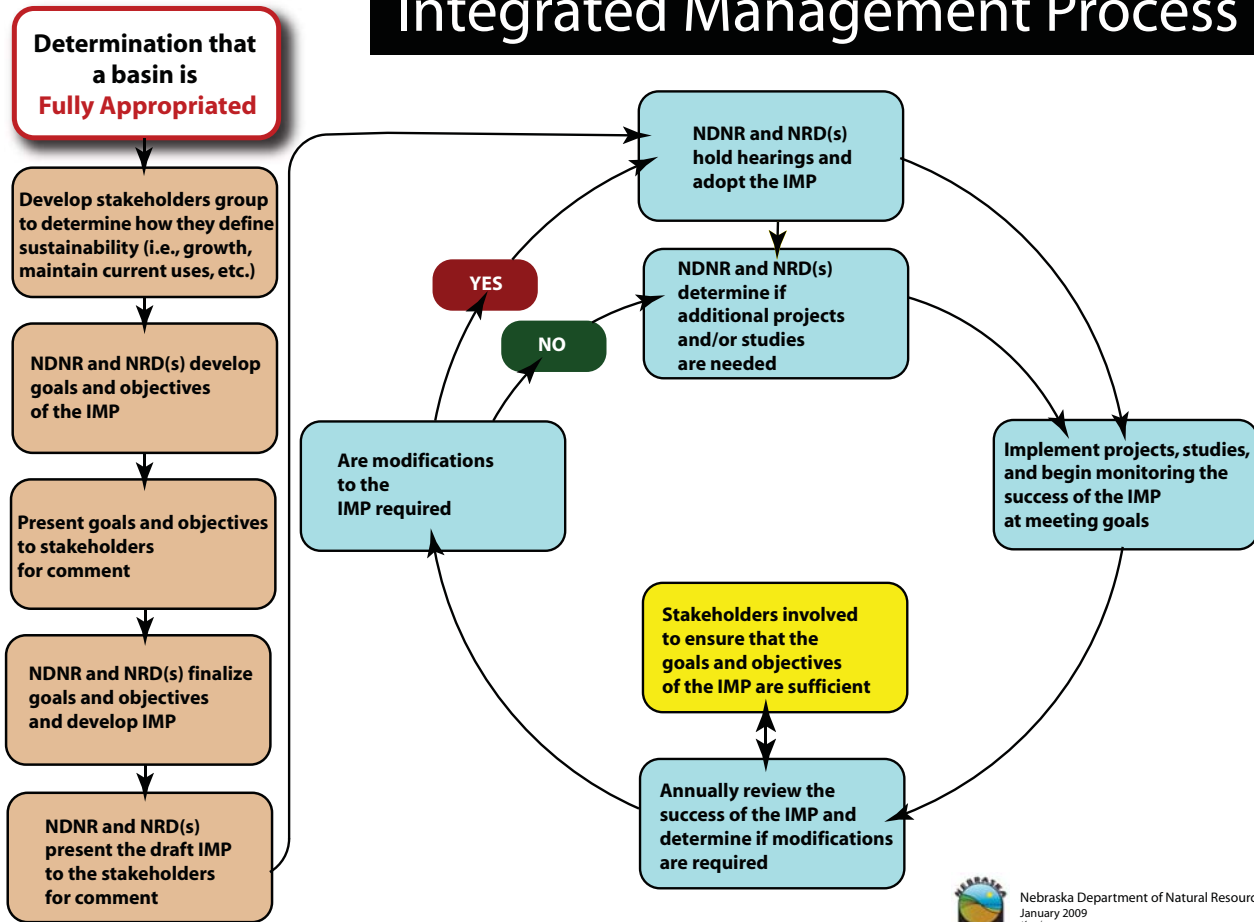 Integrated Management Process
Determination that
a basin is
Fully Appropriated
Develop stakeholders group
to determine how they define
sustainability (i.e., growth,
maintain current uses, etc.)
NDNR and NRD(s) develop
goals and objectives
of the IMP
Present goals and objectives
to stakeholders
for comment
NDNR and NRD(s) finalize
goals and objectives
and develop IMP
NDNR and NRD(s)
present the draft IMP
to the stakeholders
for comment
NDNR and NRD(s)
hold hearings and
adopt the IMP
NDNR and NRD(s)
determine if
additional projects
and/or studies
are needed
YES
NO
Are modifications
to the
IMP required
Implement projects, studies,
and begin monitoring the
success of the IMP
at meeting goals
Stakeholders involved
to ensure that the
goals and objectives
of the IMP are sufficient
Annually review the
success of the IMP and
determine if modifications
are required
NEBRASKA
Nebraska Department of Natural Resour
January 2009